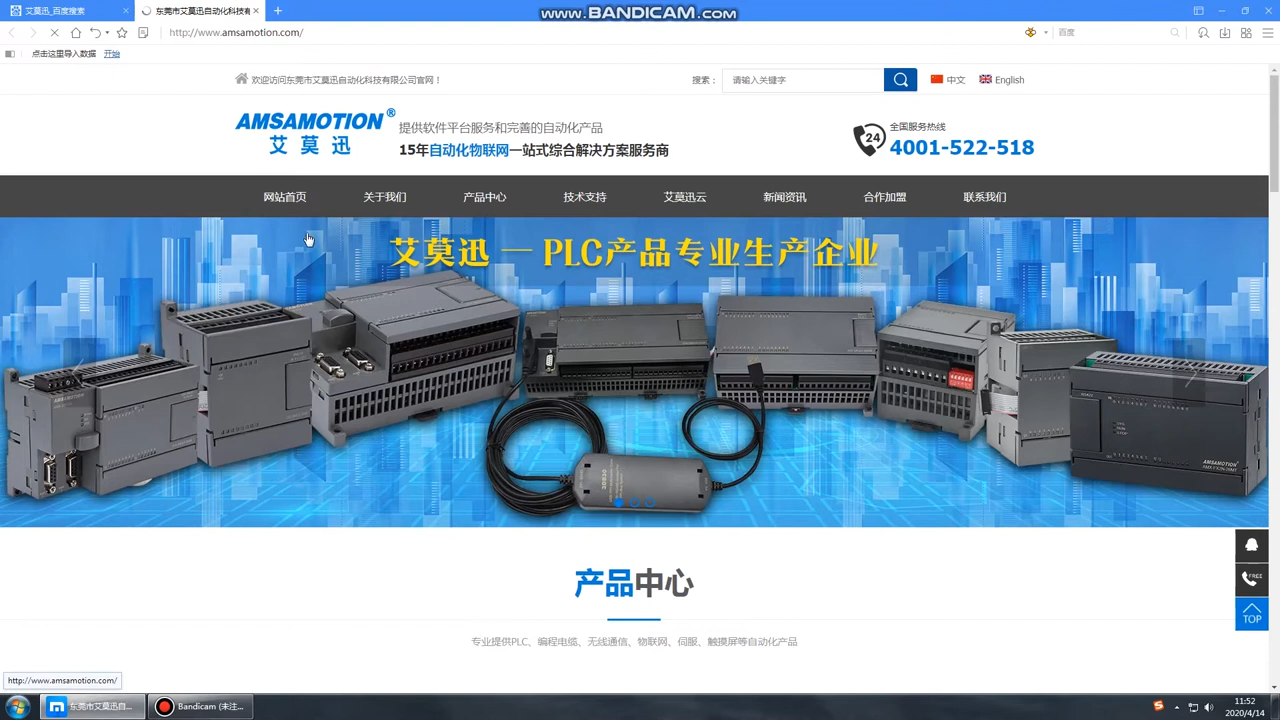 www.BANDICAM.com
艾莫迅_百度搜索
东莞市艾莫迅自动化科技有
http://www.amsamotion.com/
百度
点击这里导入数据 开始
欢迎访问东莞市艾莫迅自动化科技有限公司官网！
搜索：
请输入关键字
中文
English
AMSAMOTION®
艾莫迅
提供软件平台服务和完善的自动化产品
15年自动化物联网一站式综合解决方案服务商
24
全国服务热线
4001-522-518
网站首页 关于我们 产品中心 技术支持 艾莫迅云 新闻资讯 合作加盟 联系我们
艾莫迅 — PLC产品专业生产企业
AMSAMOTION
AMSAMOTION
FREE
TOP
产品中心
专业提供PLC、编程电缆、无线通信、物联网、伺服、触摸屏等自动化产品
http://www.amsamotion.com/
东莞市艾莫迅自...
Bandicam (未注...
11:52
2020/4/14